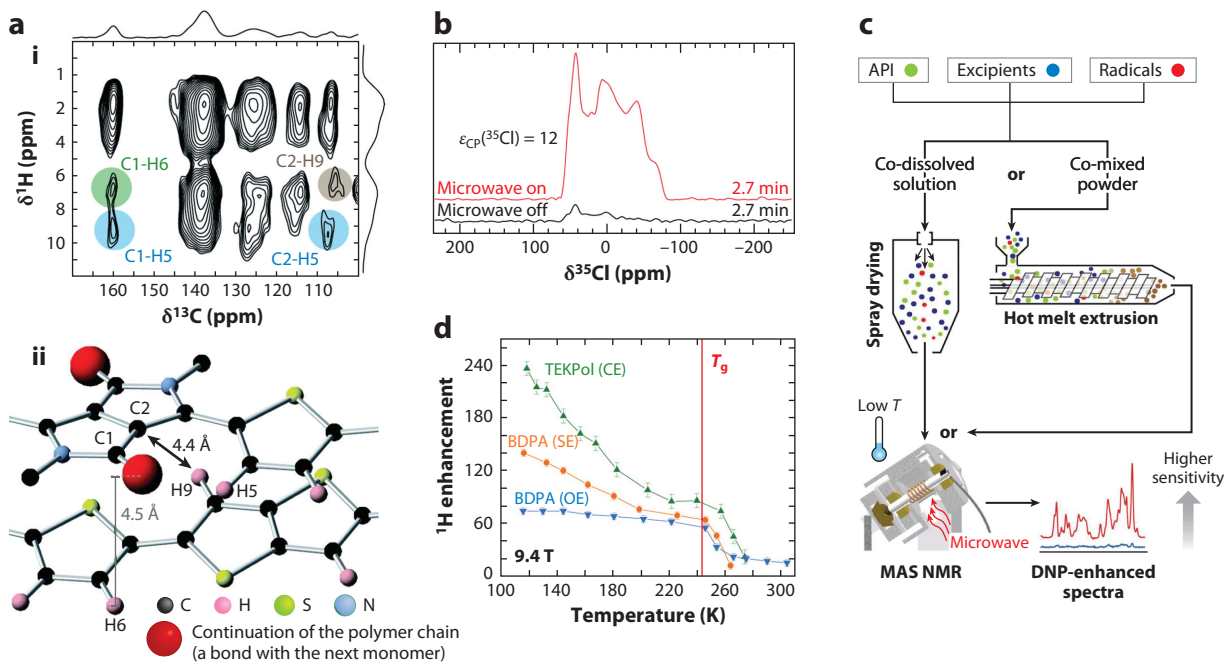 a
i
δ¹H (ppm)
1
2
4
6
8
10
C1-H6
C2-H9
C1-H5
C2-H5
160
150
140
130
120
110
δ¹³C (ppm)
ii
C2
C1
4.4 Å
H9
H5
4.5 Å
H6
C
H
S
N
Continuation of the polymer chain
(a bond with the next monomer)
b
εCP(³⁵Cl) = 12
Microwave on
2.7 min
Microwave off
2.7 min
200
100
0
−100
−200
δ³⁵Cl (ppm)
c
API
Excipients
Radicals
Co-dissolved
solution
or
Co-mixed
powder
Spray drying
Hot melt extrusion
Low T
or
Microwave
MAS NMR
DNP-enhanced
spectra
Higher
sensitivity
d
¹H enhancement
240
180
120
60
0
TEKPol (CE)
BDPA (SE)
BDPA (OE)
Tg
9.4 T
100
140
180
220
260
300
Temperature (K)